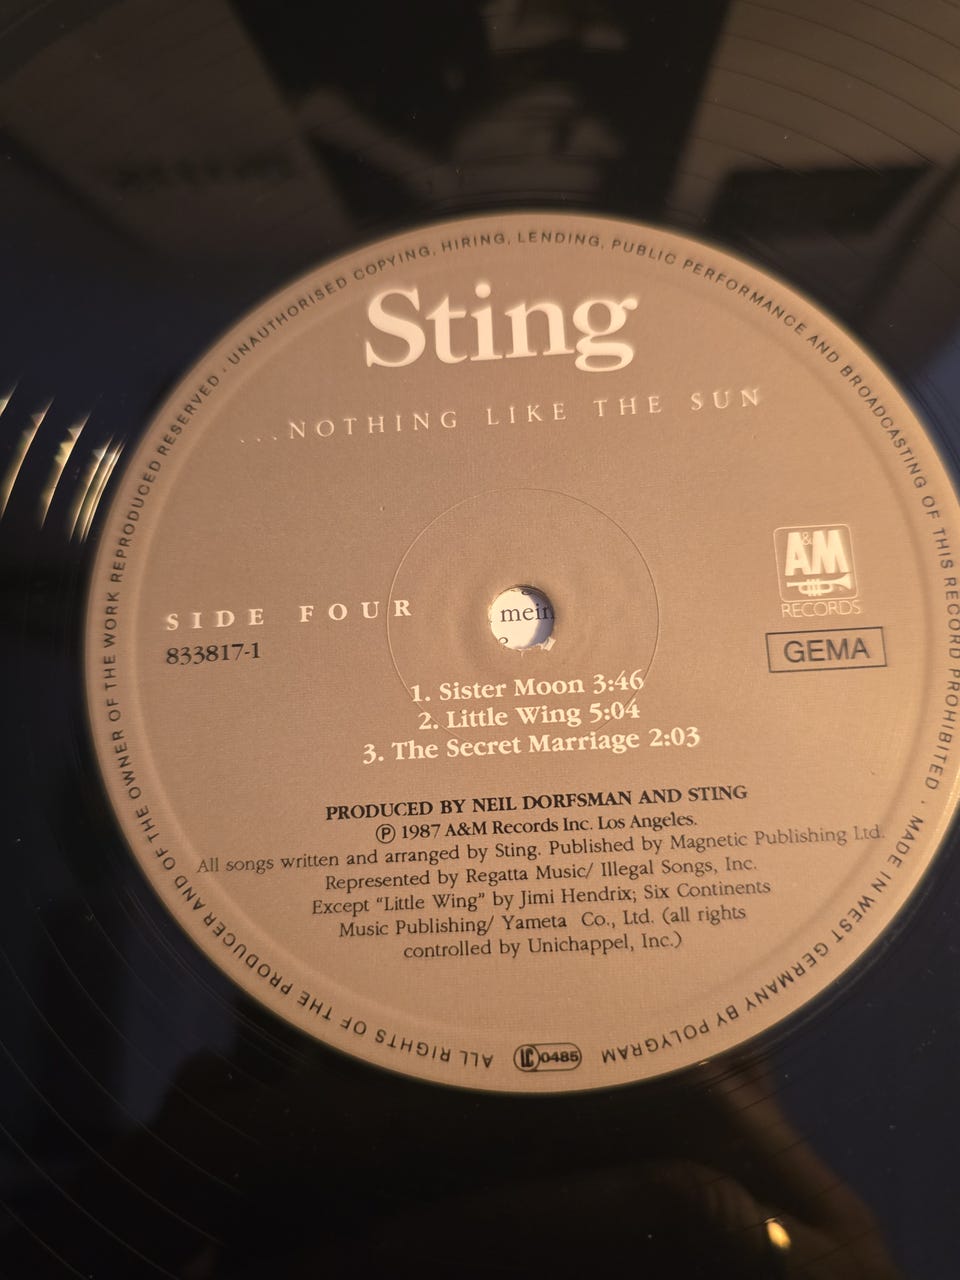 UNAUTHORISED COPYING, HIRING, LENDING, PUBLIC PERFORMANCE AND BROADCASTING OF THIS RECORD PROHIBITED . MADE IN WEST GERMANY BY POLYGRAM
LC 0485
ALL RIGHTS OF THE PRODUCER AND OF THE OWNER OF THE WORK REPRODUCED RESERVED .
Sting
...NOTHING LIKE THE SUN
A&M
RECORDS
GEMA
SIDE FOUR
833817-1
mein
1. Sister Moon 3:46
2. Little Wing 5:04
3. The Secret Marriage 2:03
PRODUCED BY NEIL DORFSMAN AND STING
Ⓟ 1987 A&M Records Inc. Los Angeles.
All songs written and arranged by Sting. Published by Magnetic Publishing Ltd.
Represented by Regatta Music/ Illegal Songs, Inc.
Except "Little Wing" by Jimi Hendrix; Six Continents
Music Publishing/ Yameta Co., Ltd. (all rights
controlled by Unichappel, Inc.)